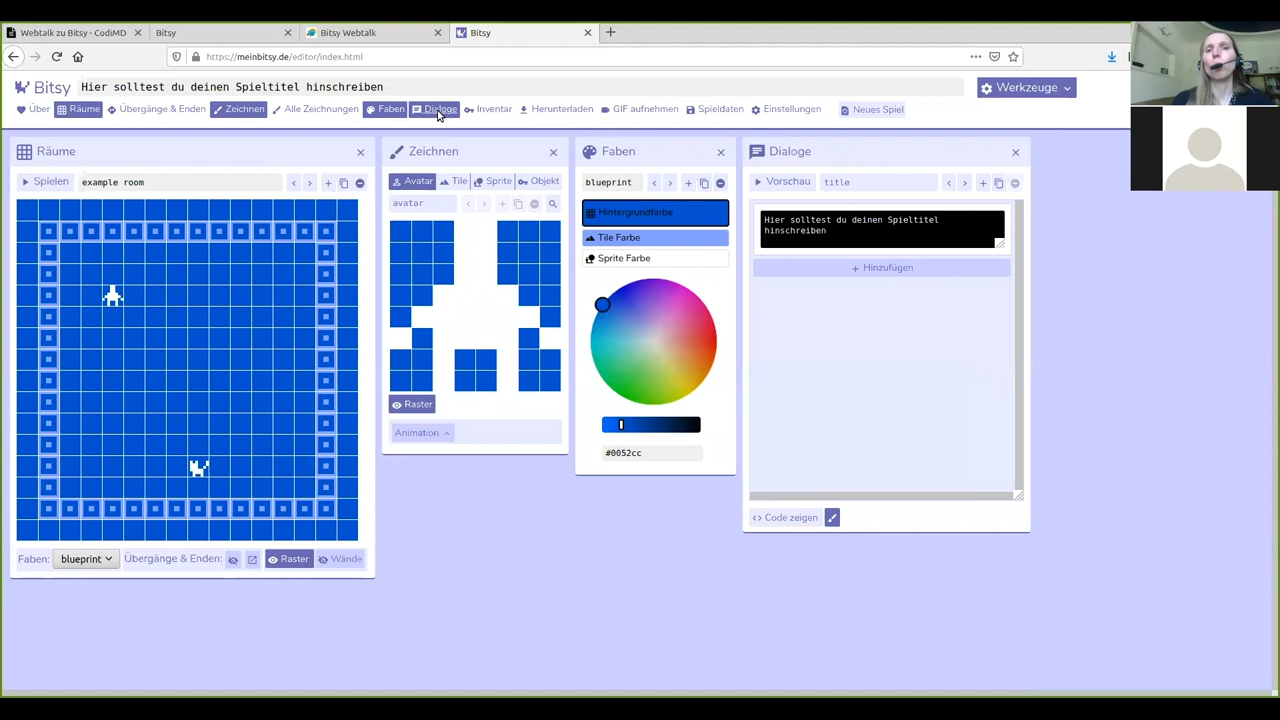 Webtalk zu Bitsy - CodiMD
Bitsy
Bitsy Webtalk
Bitsy
https://meinbitsy.de/editor/index.html
Bitsy
Hier solltest du deinen Spieltitel hinschreiben
Werkzeuge
Über
Räume
Übergänge & Enden
Zeichnen
Alle Zeichnungen
Faben
Dialoge
Inventar
Herunterladen
GIF aufnehmen
Spieldaten
Einstellungen
Neues Spiel
Räume
Spielen
example room
Faben:
blueprint
Übergänge & Enden:
Raster
Wände
Zeichnen
Avatar
Tile
Sprite
Objekt
avatar
Raster
Animation
Faben
blueprint
Hintergrundfarbe
Tile Farbe
Sprite Farbe
#0052cc
Dialoge
Vorschau
title
Hier solltest du deinen Spieltitel
hinschreiben
+ Hinzufügen
<> Code zeigen